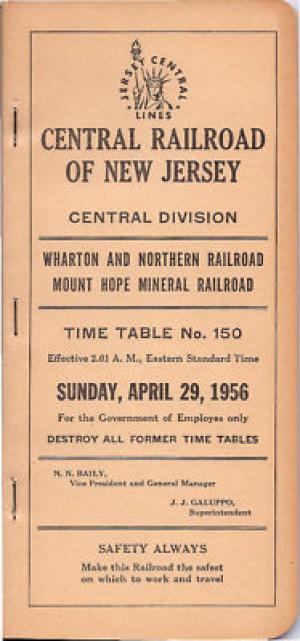 JERSEY CENTRAL
LINES
CENTRAL RAILROAD
OF NEW JERSEY
CENTRAL DIVISION
WHARTON AND NORTHERN RAILROAD
MOUNT HOPE MINERAL RAILROAD
TIME TABLE No. 150
Effective 2.01 A. M., Eastern Standard Time
SUNDAY, APRIL 29, 1956
For the Government of Employes only
DESTROY ALL FORMER TIME TABLES
N. N. BAILY,
Vice President and General Manager
J. J. GALUPPO,
Superintendent
SAFETY ALWAYS
Make this Railroad the safest
on which to work and travel